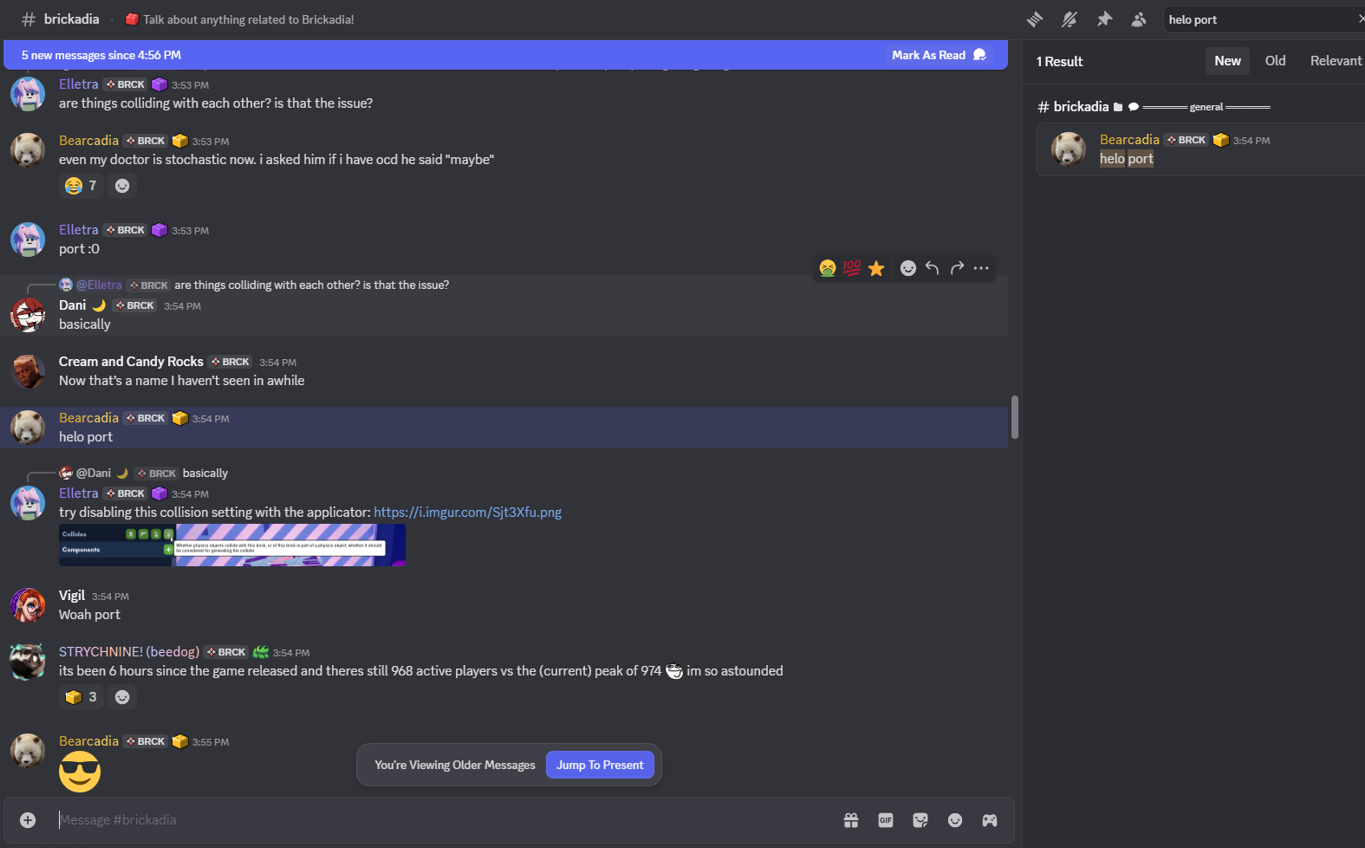 # brickadia
Talk about anything related to Brickadia!
helo port
5 new messages since 4:56 PM
Mark As Read
Elletra BRCK 3:53 PM
are things colliding with each other? is that the issue?
Bearcadia BRCK 3:53 PM
even my doctor is stochastic now. i asked him if i have ocd he said "maybe"
7
Elletra BRCK 3:53 PM
port :0
@Elletra BRCK are things colliding with each other? is that the issue?
Dani BRCK 3:54 PM
basically
Cream and Candy Rocks BRCK 3:54 PM
Now that's a name I haven't seen in awhile
Bearcadia BRCK 3:54 PM
helo port
@Dani BRCK basically
Elletra BRCK 3:54 PM
try disabling this collision setting with the applicator: https://i.imgur.com/Sjt3Xfu.png
Collides
Components
Whether physics objects collide with this brick, or if this brick is part of a physics object, whether it should
be considered for generating the collider.
Vigil 3:54 PM
Woah port
STRYCHNINE! (beedog) BRCK 3:54 PM
its been 6 hours since the game released and theres still 968 active players vs the (current) peak of 974 im so astounded
3
Bearcadia BRCK 3:55 PM
You're Viewing Older Messages
Jump To Present
Message #brickadia
GIF
1 Result
New
Old
Relevant
# brickadia
general
Bearcadia BRCK 3:54 PM
helo port